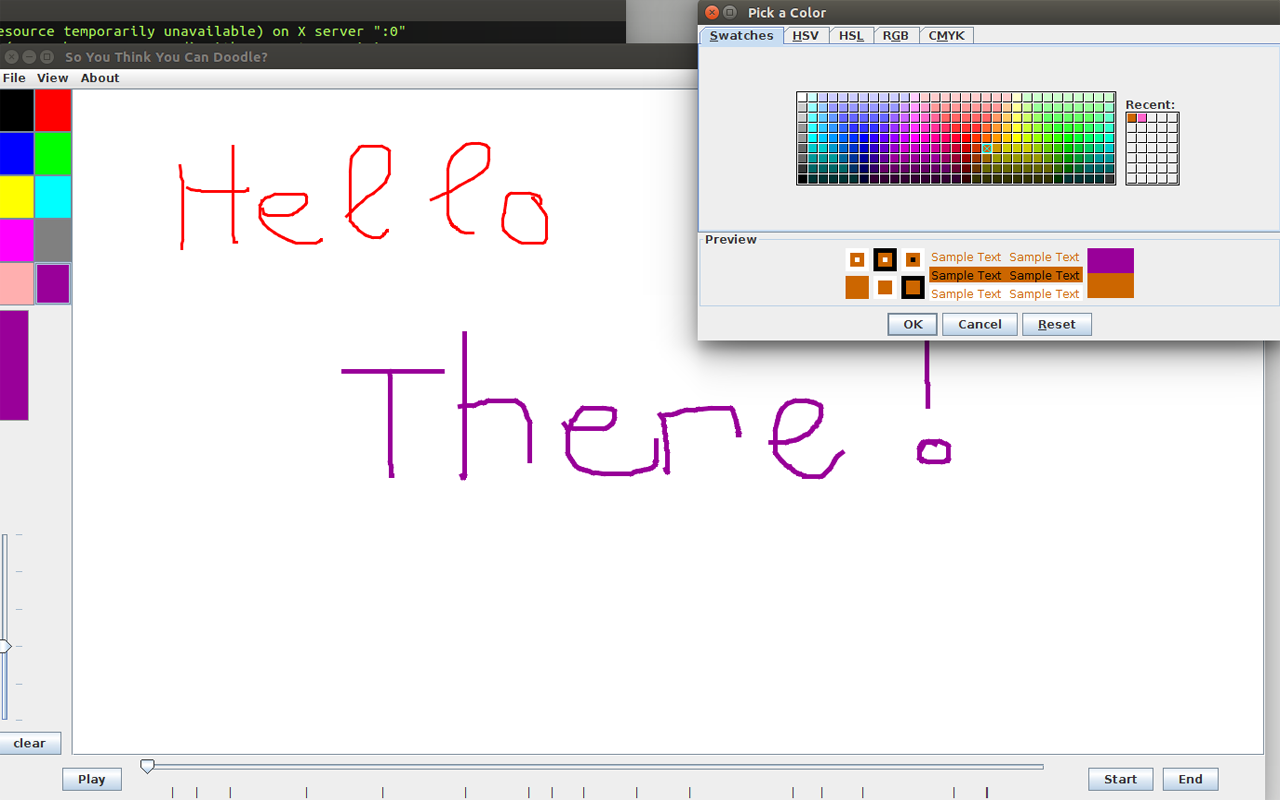 esource temporarily unavailable) on X server ":0"
So You Think You Can Doodle?
File View About
Hello
There!
clear
Play
Start End
Pick a Color
Swatches HSV HSL RGB CMYK
Recent:
Preview
Sample Text Sample Text
Sample Text Sample Text
Sample Text Sample Text
OK Cancel Reset